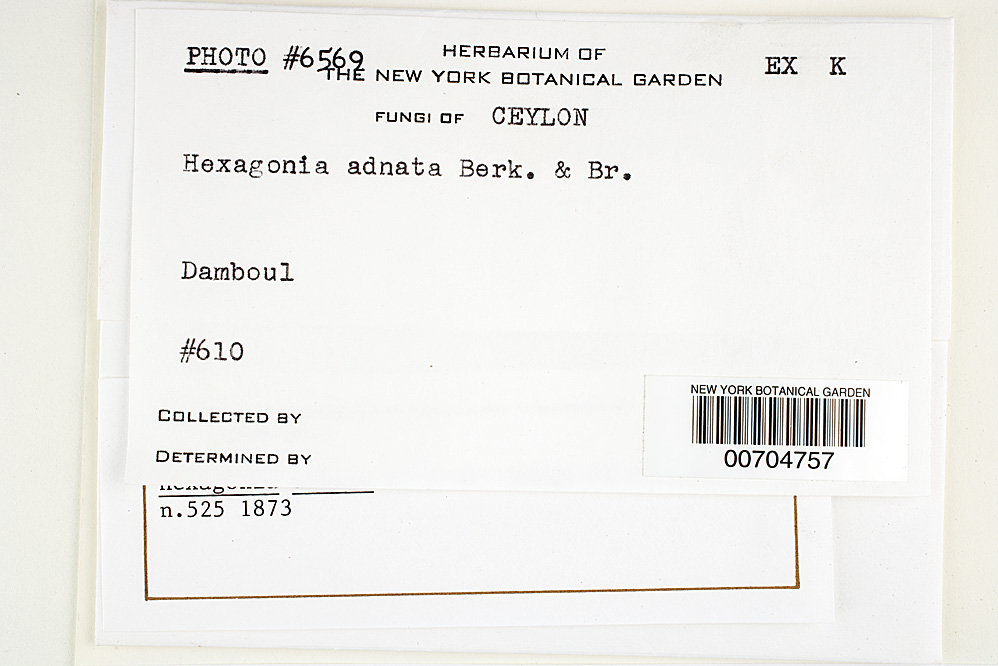 PHOTO #6569 HERBARIUM OF EX K
THE NEW YORK BOTANICAL GARDEN
FUNGI OF CEYLON
Hexagonia adnata Berk. & Br.
Damboul
#610
COLLECTED BY
DETERMINED BY
NEW YORK BOTANICAL GARDEN
00704757
Hexagonia
n.525 1873